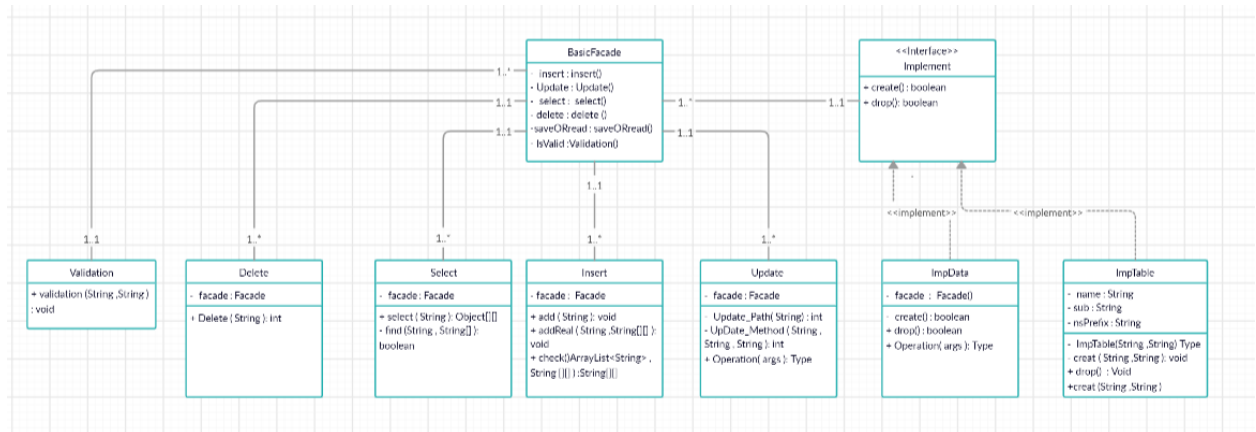 BasicFacade
- insert : insert()
- Update : Update()
- select : select()
- delete : delete ()
-saveORread : saveORread()
- IsValid :Validation()
<<Interface>>
Implement
+ create() : boolean
+ drop(): boolean
1..*
1..1
1..1
1..1
1..1
1..*
1..1
1..1
1..1
1..*
1..*
1..*
1..*
<<implement>>
<<implement>>
Validation
+ validation (String ,String )
: void
Delete
- facade : Facade
+ Delete ( String ): int
Select
- facade : Facade
+ select ( String ): Object[][]
- find (String , String[] ) :
boolean
Insert
- facade : Facade
+ add ( String ): void
+ addReal ( String ,String[][] ):
void
+ check()ArrayList<String> ,
String [][] ) :String[][]
Update
- facade : Facade
- Update_Path( String) : int
- UpDate_Method ( String ,
String , String ): int
+ Operation( args ): Type
ImpData
- facade : Facade()
- create() : boolean
+ drop() : boolean
+ Operation( args ): Type
ImpTable
- name : String
- sub : String
- nsPrefix : String
- ImpTable(String ,String) Type
- creat ( String ,String ): void
+ drop() : Void
+creat (String ,String )